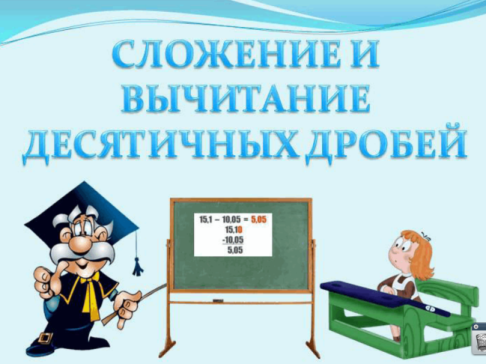 СЛОЖЕНИЕ И
ВЫЧИТАНИЕ
ДЕСЯТИЧНЫХ ДРОБЕЙ
15,1 – 10,05 = 5,05
15,10
-10,05
5,05